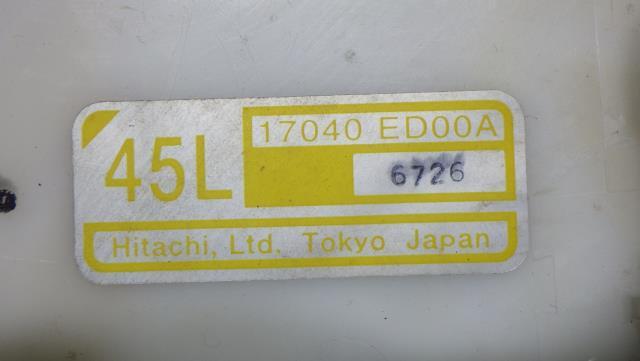 45L
17040 ED00A
6726
Hitachi, Ltd. Tokyo Japan